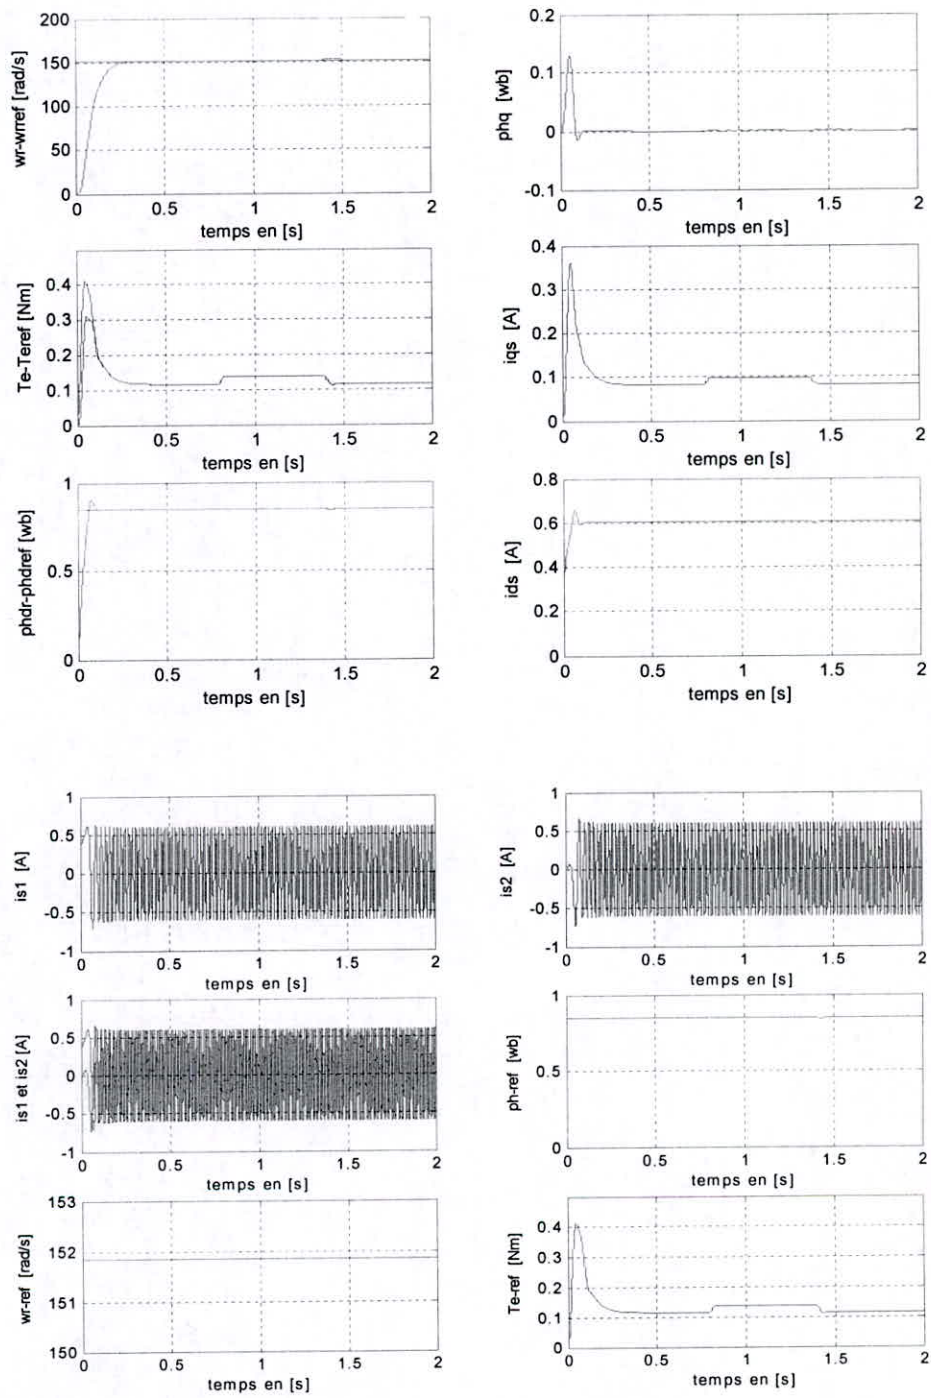 wr-wrref [rad/s]
200
150
100
50
0
0 0.5 1 1.5 2
temps en [s]
phq [wb]
0.2
0.1
0
-0.1
0 0.5 1 1.5 2
temps en [s]
Te-Teref [Nm]
0.4
0.3
0.2
0.1
0
0 0.5 1 1.5 2
temps en [s]
iqs [A]
0.4
0.3
0.2
0.1
0
0 0.5 1 1.5 2
temps en [s]
phdr-phdref [wb]
1
0.5
0
0 0.5 1 1.5 2
temps en [s]
ids [A]
0.8
0.6
0.4
0.2
0
0 0.5 1 1.5 2
temps en [s]
is1 [A]
1
0.5
0
-0.5
-1
0 0.5 1 1.5 2
temps en [s]
is2 [A]
1
0.5
0
-0.5
-1
0 0.5 1 1.5 2
temps en [s]
is1 et is2 [A]
1
0.5
0
-0.5
-1
0 0.5 1 1.5 2
temps en [s]
ph-ref [wb]
1
0.5
0
0 0.5 1 1.5 2
temps en [s]
wr-ref [rad/s]
153
152
151
150
0 0.5 1 1.5 2
temps en [s]
Te-ref [Nm]
0.4
0.3
0.2
0.1
0
0 0.5 1 1.5 2
temps en [s]